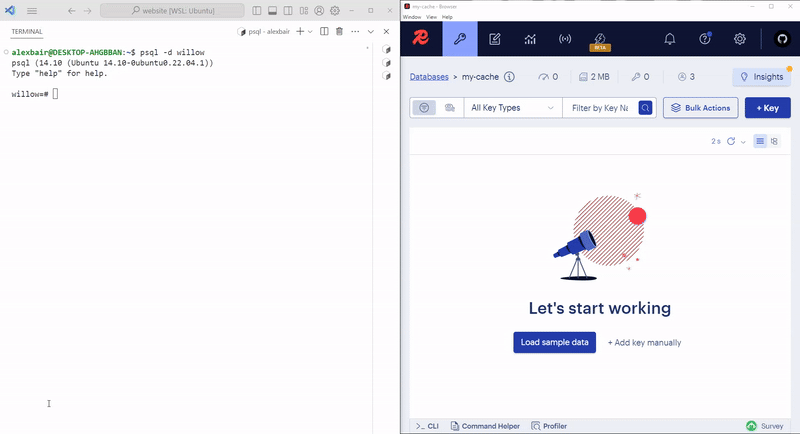 website [WSL: Ubuntu]
TERMINAL
psql - alexbair
alexbair@DESKTOP-AHGBBAN:~$ psql -d willow
psql (14.10 (Ubuntu 14.10-0ubuntu0.22.04.1))
Type "help" for help.
willow=#
my-cache - Browser
Window View Help
Databases > my-cache
0
2 MB
0
3
Insights
All Key Types
Filter by Key Na
Bulk Actions
+ Key
2 s
Let's start working
Load sample data
+ Add key manually
>_ CLI
Command Helper
Profiler
Survey